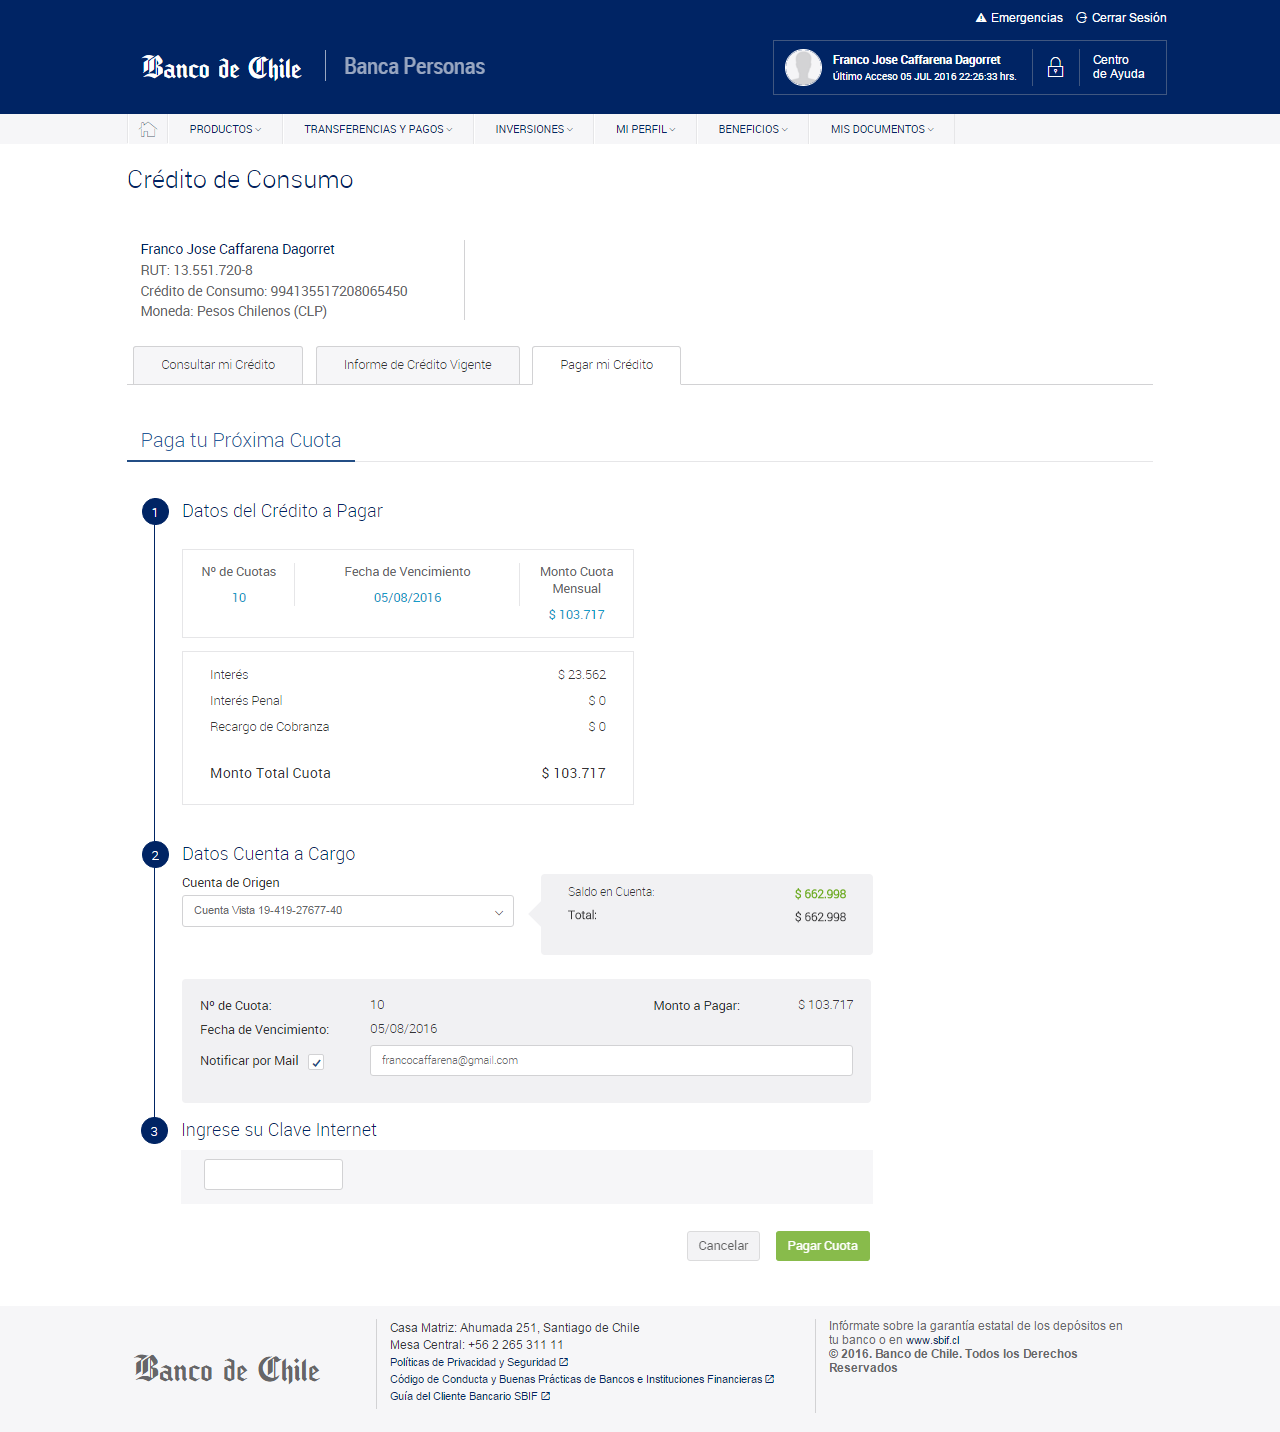 Emergencias Cerrar Sesión
Banco de Chile Banca Personas
Franco Jose Caffarena Dagorret
Último Acceso 05 JUL 2016 22:26:33 hrs.
Centro
de Ayuda
PRODUCTOS TRANSFERENCIAS Y PAGOS INVERSIONES MI PERFIL BENEFICIOS MIS DOCUMENTOS
Crédito de Consumo
Franco Jose Caffarena Dagorret
RUT: 13.551.720-8
Crédito de Consumo: 994135517208065450
Moneda: Pesos Chilenos (CLP)
Consultar mi Crédito Informe de Crédito Vigente Pagar mi Crédito
Paga tu Próxima Cuota
1 Datos del Crédito a Pagar
Nº de Cuotas
10
Fecha de Vencimiento
05/08/2016
Monto Cuota
Mensual
$ 103.717
Interés $ 23.562
Interés Penal $ 0
Recargo de Cobranza $ 0
Monto Total Cuota $ 103.717
2 Datos Cuenta a Cargo
Cuenta de Origen
Cuenta Vista 19-419-27677-40
Saldo en Cuenta: $ 662.998
Total: $ 662.998
Nº de Cuota: 10 Monto a Pagar: $ 103.717
Fecha de Vencimiento: 05/08/2016
Notificar por Mail francocaffarena@gmail.com
3 Ingrese su Clave Internet
Cancelar Pagar Cuota
Banco de Chile
Casa Matriz: Ahumada 251, Santiago de Chile
Mesa Central: +56 2 265 311 11
Políticas de Privacidad y Seguridad
Código de Conducta y Buenas Prácticas de Bancos e Instituciones Financieras
Guía del Cliente Bancario SBIF
Infórmate sobre la garantía estatal de los depósitos en
tu banco o en www.sbif.cl
© 2016. Banco de Chile. Todos los Derechos
Reservados